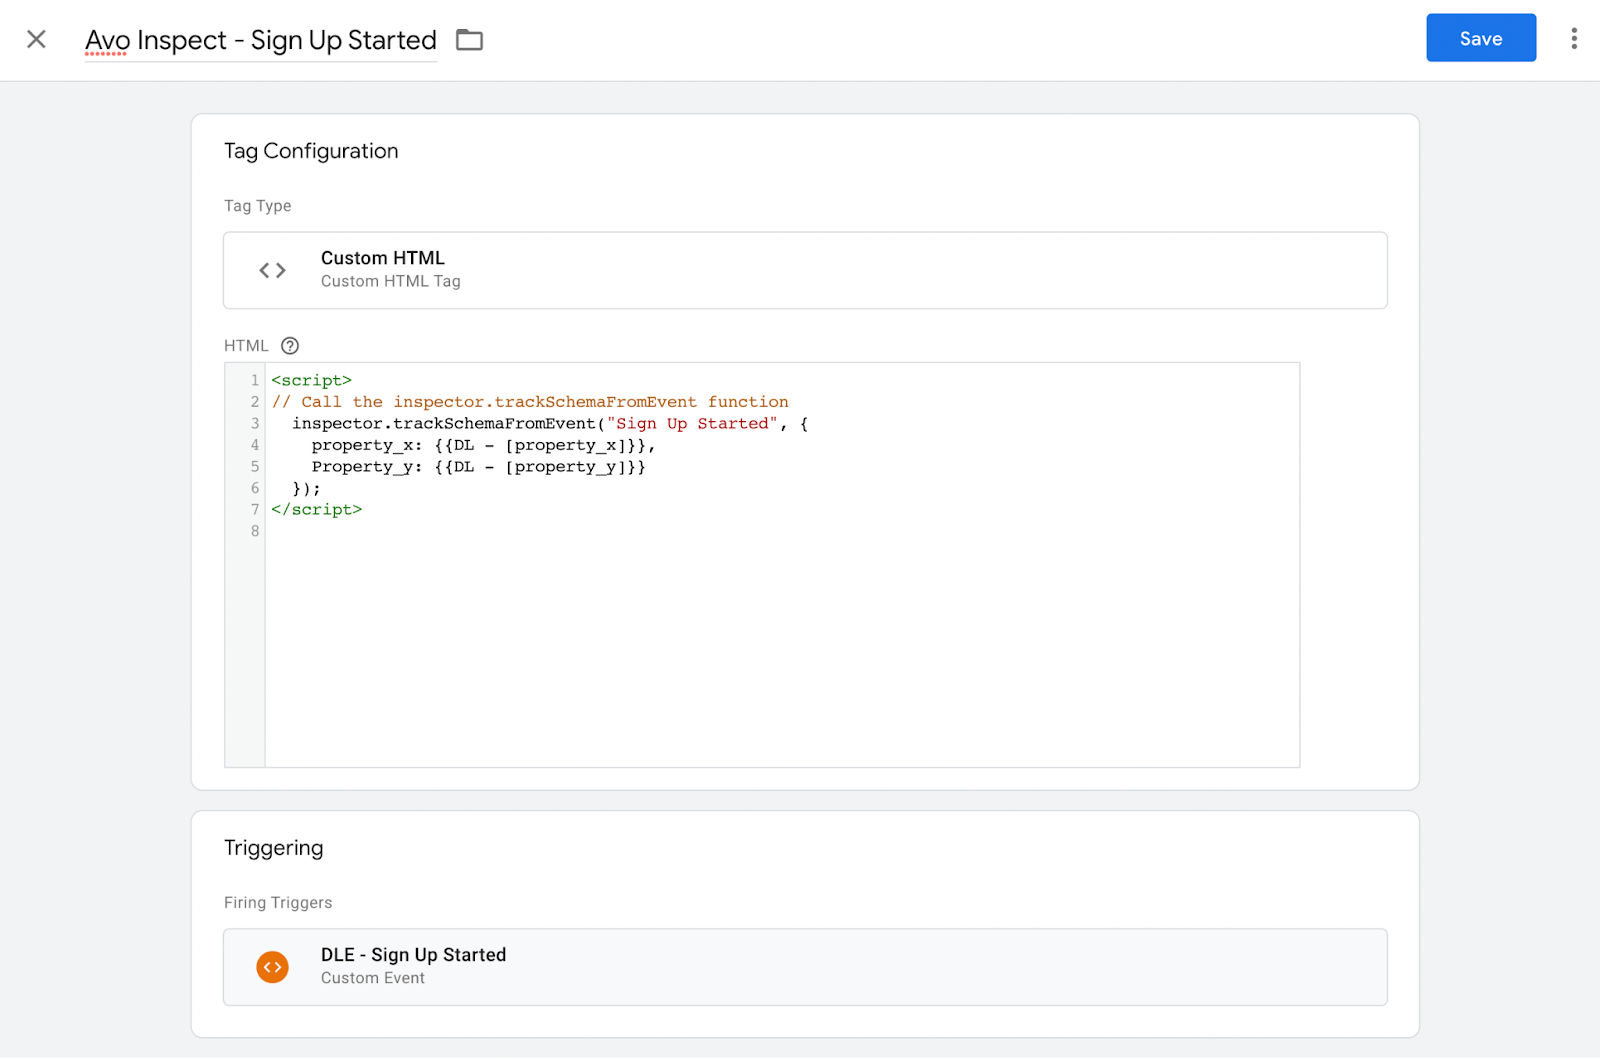 Avo Inspect - Sign Up Started
Save
Tag Configuration
Tag Type
Custom HTML
Custom HTML Tag
HTML
1 <script>
2 // Call the inspector.trackSchemaFromEvent function
3 inspector.trackSchemaFromEvent("Sign Up Started", {
4 property_x: {{DL - [property_x]}},
5 Property_y: {{DL - [property_y]}}
6 });
7 </script>
8
Triggering
Firing Triggers
DLE - Sign Up Started
Custom Event